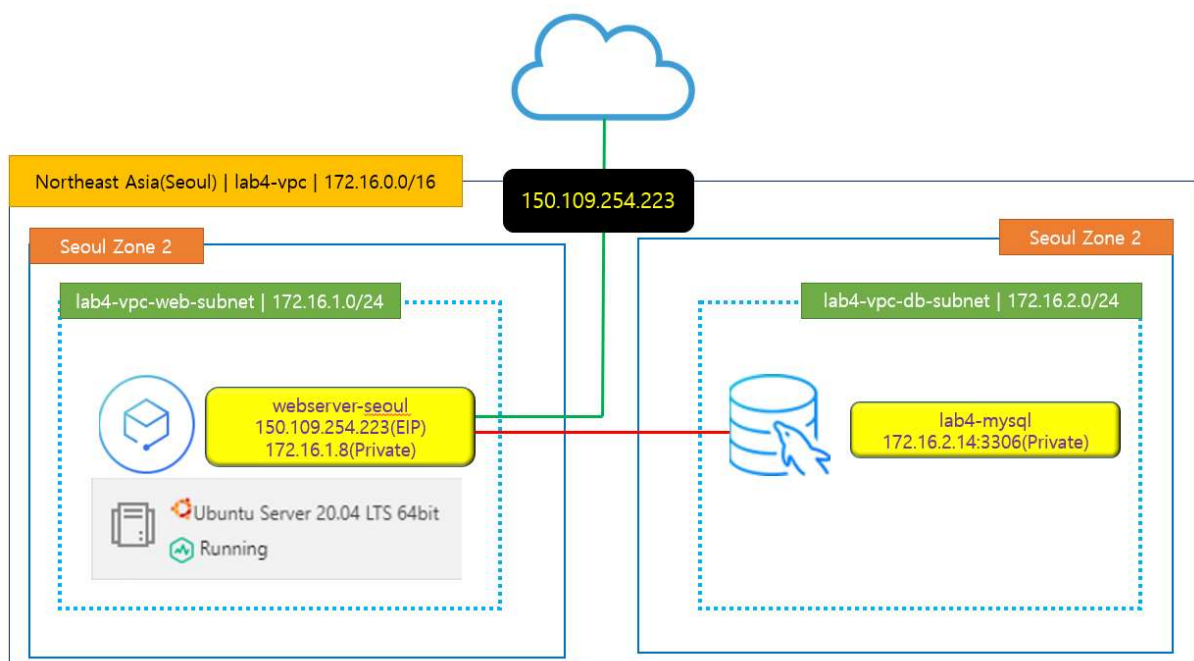 150.109.254.223
Northeast Asia(Seoul) | lab4-vpc | 172.16.0.0/16
Seoul Zone 2
lab4-vpc-web-subnet | 172.16.1.0/24
webserver-seoul
150.109.254.223(EIP)
172.16.1.8(Private)
Ubuntu Server 20.04 LTS 64bit
Running
Seoul Zone 2
lab4-vpc-db-subnet | 172.16.2.0/24
lab4-mysql
172.16.2.14:3306(Private)